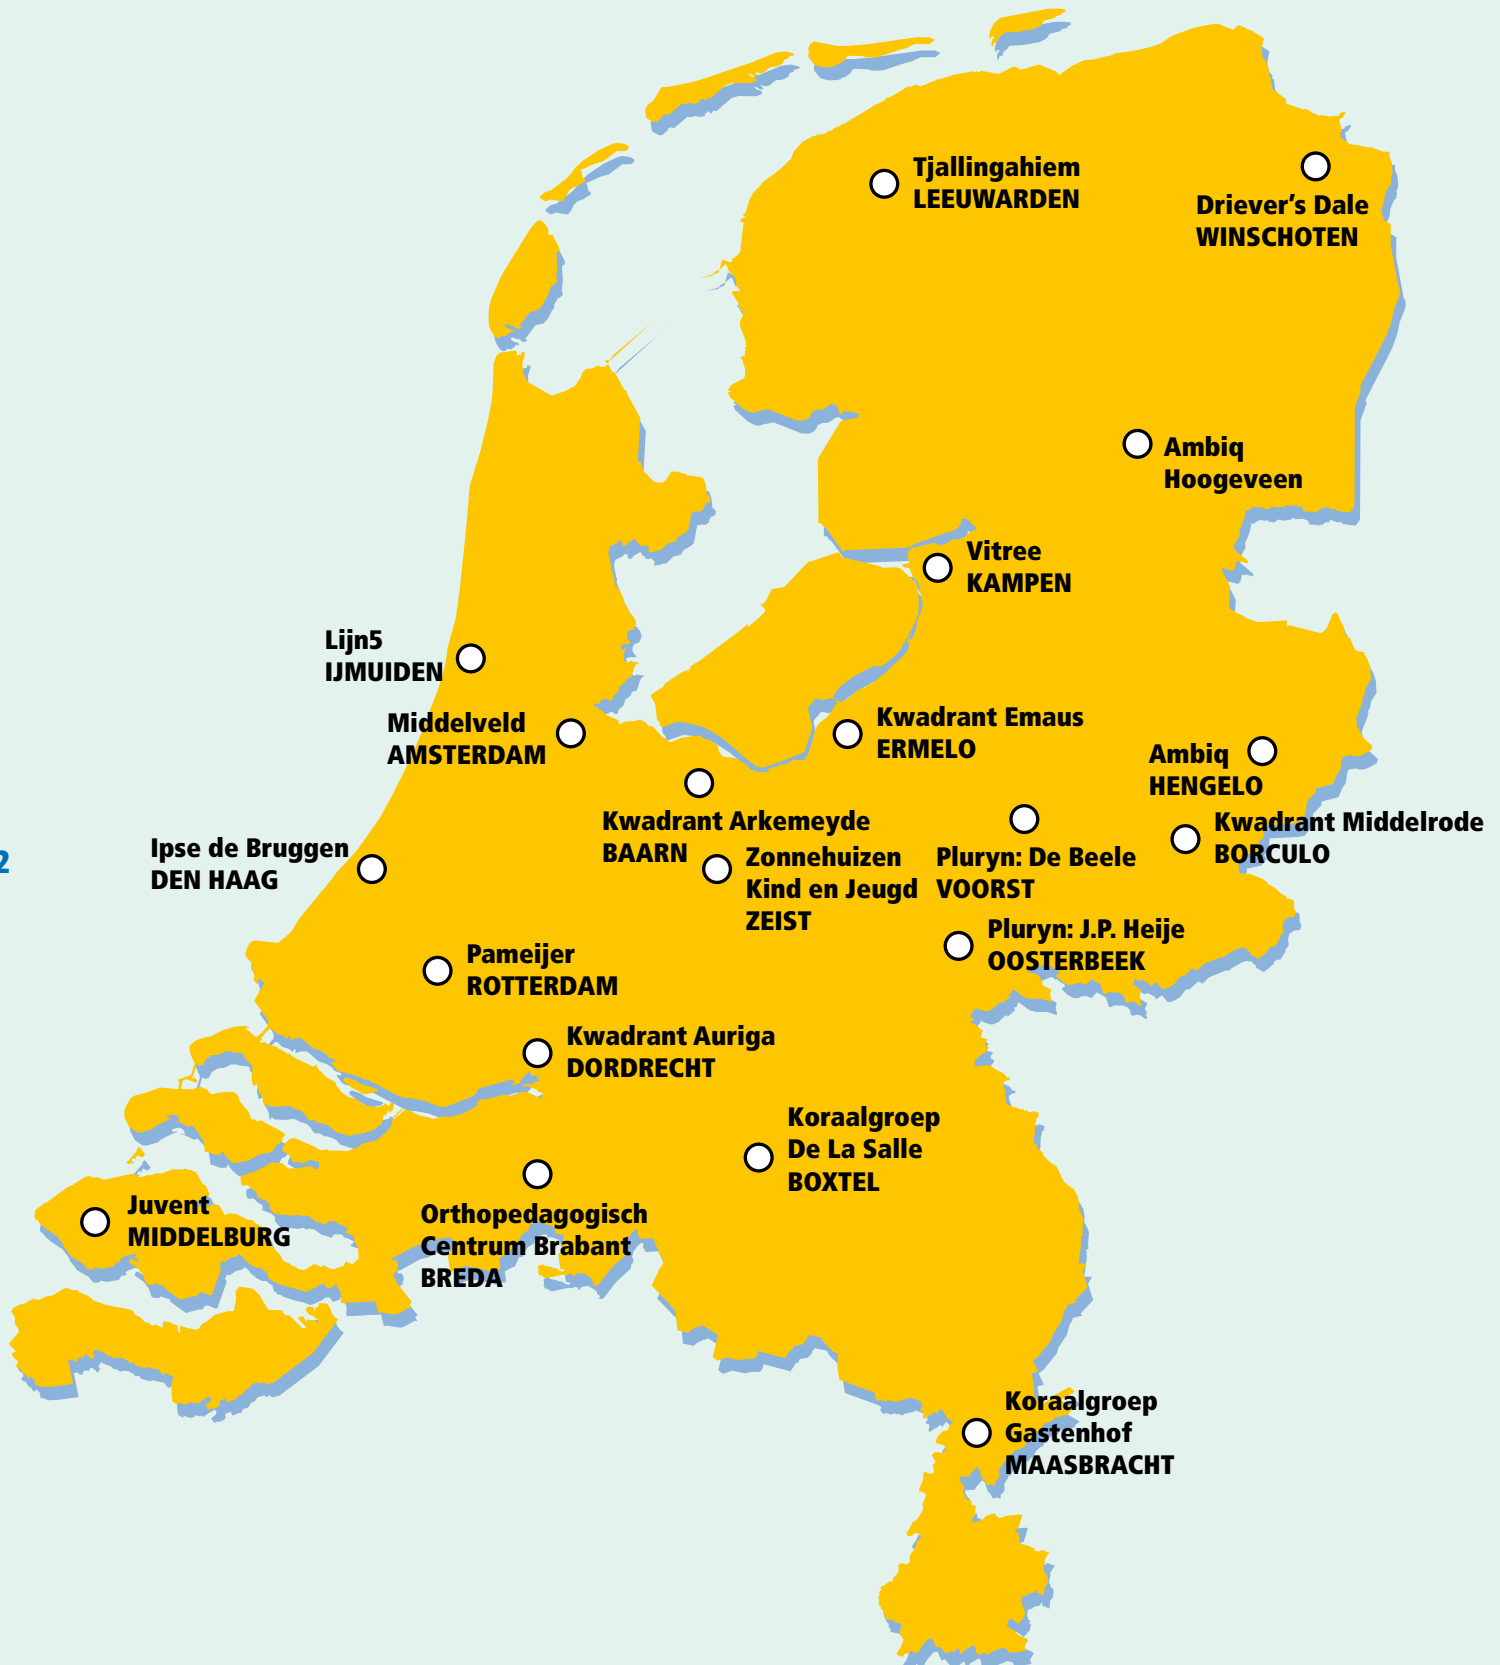 Tjallingahiem
LEEUWARDEN
Driever’s Dale
WINSCHOTEN
Ambiq
Hoogeveen
Vitree
KAMPEN
Lijn5
IJMUIDEN
Middelveld
AMSTERDAM
Kwadrant Emaus
ERMELO
Ambiq
HENGELO
Kwadrant Arkemeyde
BAARN
Kwadrant Middelrode
BORCULO
Ipse de Bruggen
DEN HAAG
2
Zonnehuizen
Kind en Jeugd
ZEIST
Pluryn: De Beele
VOORST
Pluryn: J.P. Heije
OOSTERBEEK
Pameijer
ROTTERDAM
Kwadrant Auriga
DORDRECHT
Koraalgroep
De La Salle
BOXTEL
Juvent
MIDDELBURG
Orthopedagogisch
Centrum Brabant
BREDA
Koraalgroep
Gastenhof
MAASBRACHT